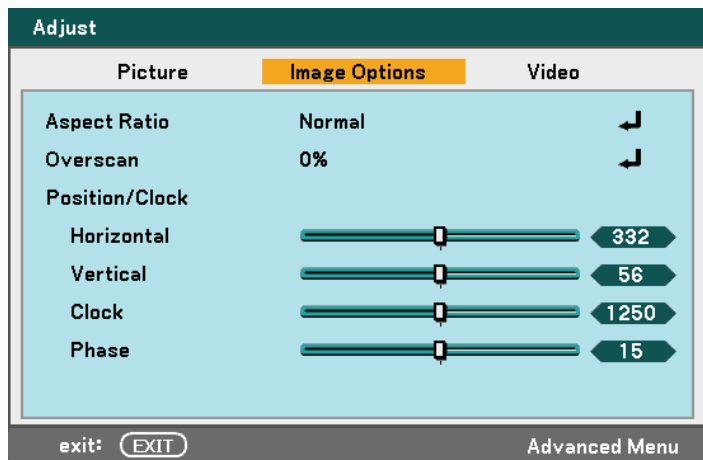 Adjust
Picture Image Options Video
Aspect Ratio Normal
Overscan 0%
Position/Clock
Horizontal 332
Vertical 56
Clock 1250
Phase 15
exit: EXIT Advanced Menu